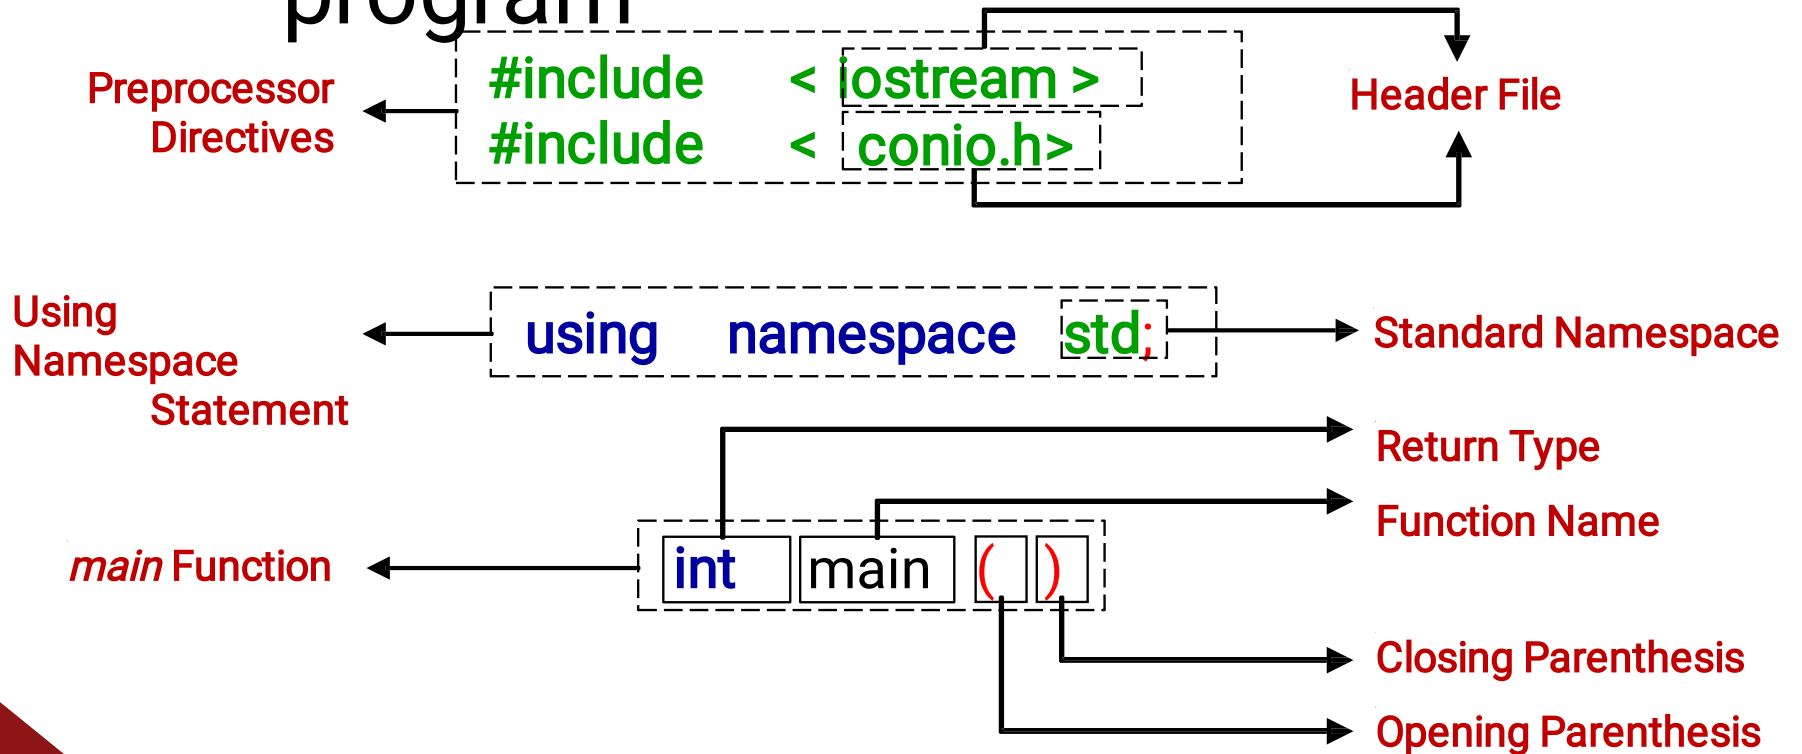 program
Preprocessor
Directives
#include < iostream >
#include < conio.h>
Header File
Using
Namespace
Statement
using namespace std;
Standard Namespace
Return Type
Function Name
main Function
int main ( )
Closing Parenthesis
Opening Parenthesis